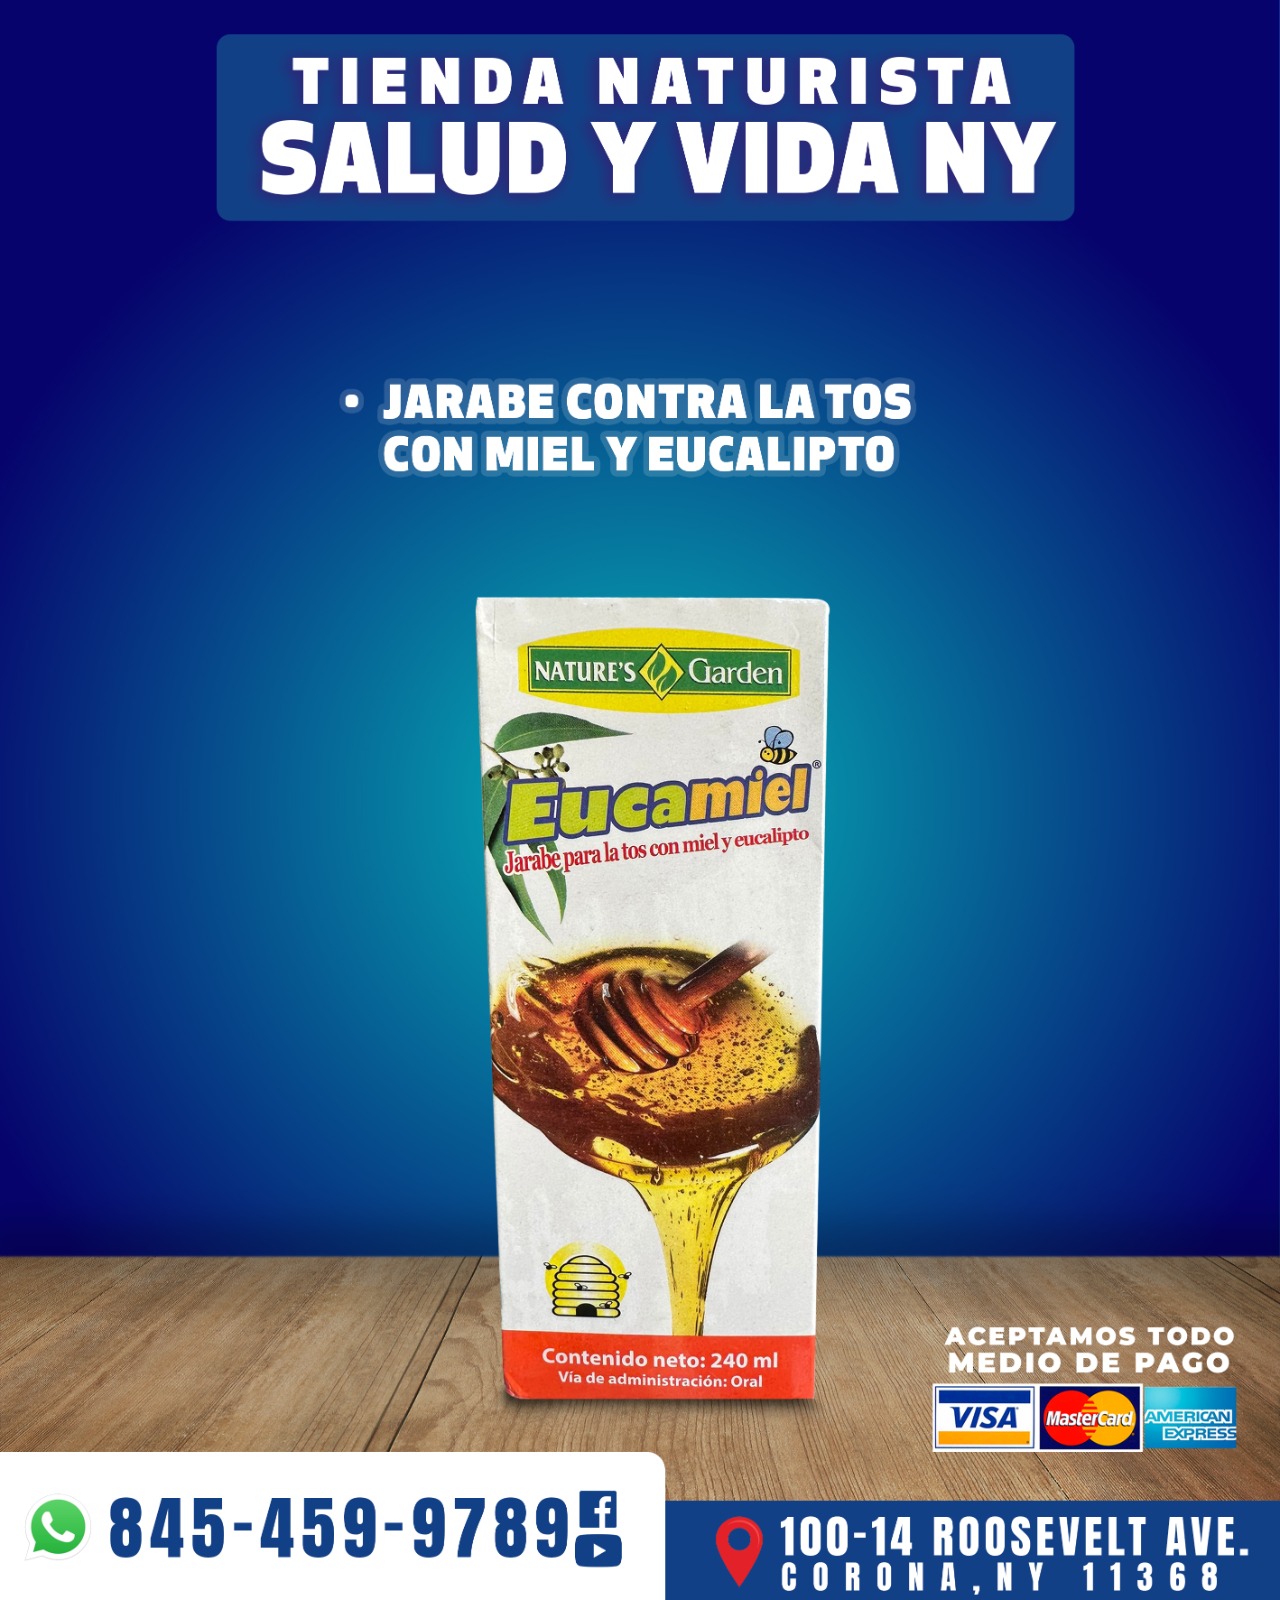 TIENDA NATURISTA
SALUD Y VIDA NY
• JARABE CONTRA LA TOS
CON MIEL Y EUCALIPTO
NATURE'S Garden
Eucamiel®
Jarabe para la tos con miel y eucalipto
Contenido neto: 240 ml
Vía de administración: Oral
ACEPTAMOS TODO
MEDIO DE PAGO
VISA MasterCard AMERICAN EXPRESS
845-459-9789
100-14 ROOSEVELT AVE.
CORONA, NY 11368